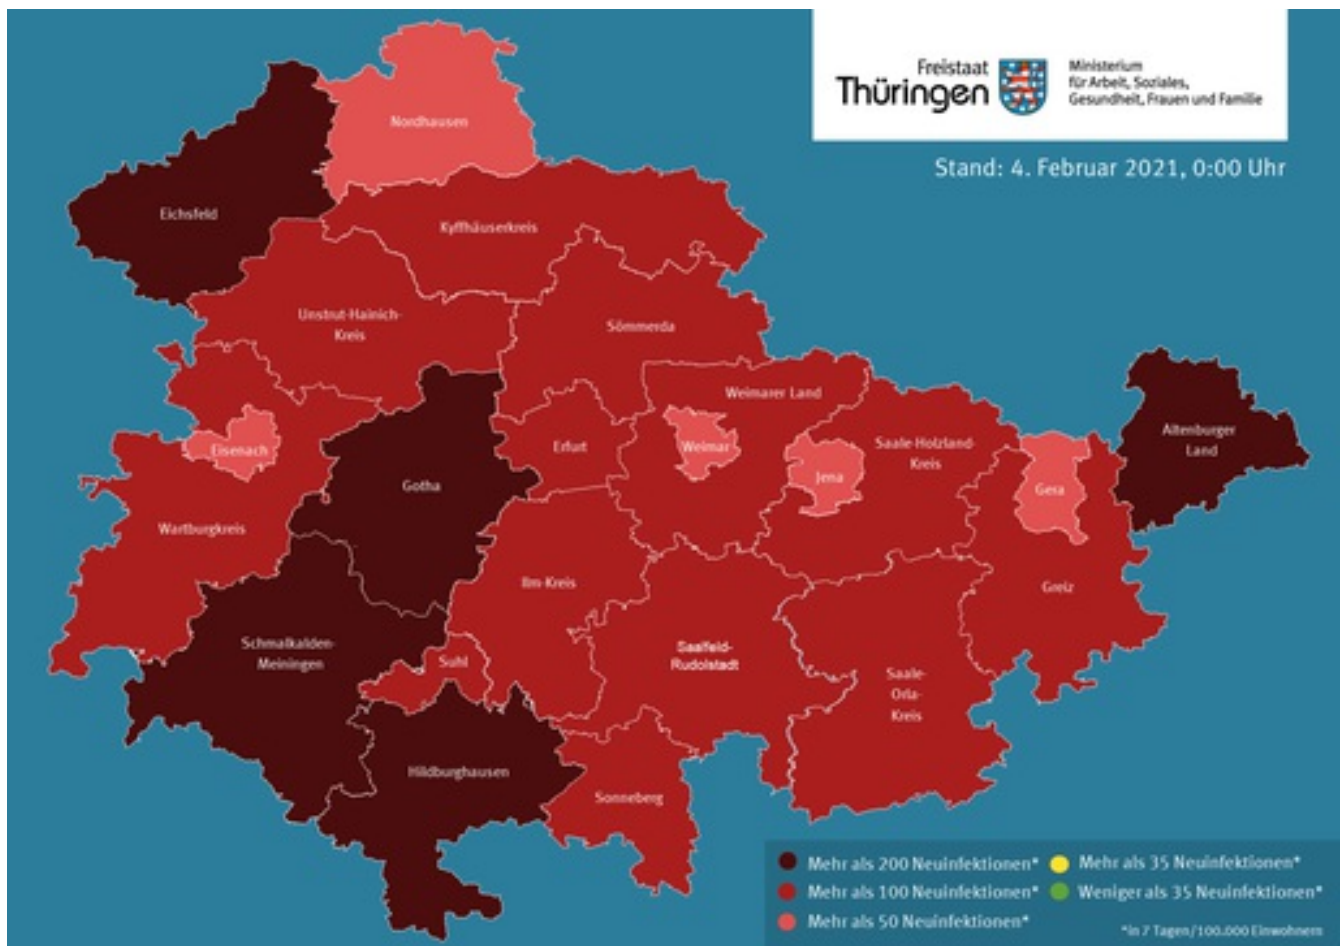 Freistaat
Thüringen
Ministerium
für Arbeit, Soziales,
Gesundheit, Frauen und Familie
Stand: 4. Februar 2021, 0:00 Uhr
Nordhausen
Eichsfeld
Kyffhäuserkreis
Unstrut-Hainich-
Kreis
Sömmerda
Weimarer Land
Eisenach
Erfurt
Weimar
Saale-Holzland-
Kreis
Jena
Gera
Altenburger
Land
Gotha
Wartburgkreis
Ilm-Kreis
Greiz
Schmalkalden-
Meiningen
Suhl
Saalfeld-
Rudolstadt
Saale-
Orla-
Kreis
Hildburghausen
Sonneberg
Mehr als 200 Neuinfektionen*
Mehr als 100 Neuinfektionen*
Mehr als 50 Neuinfektionen*
Mehr als 35 Neuinfektionen*
Weniger als 35 Neuinfektionen*
*in 7 Tagen/100.000 Einwohnern